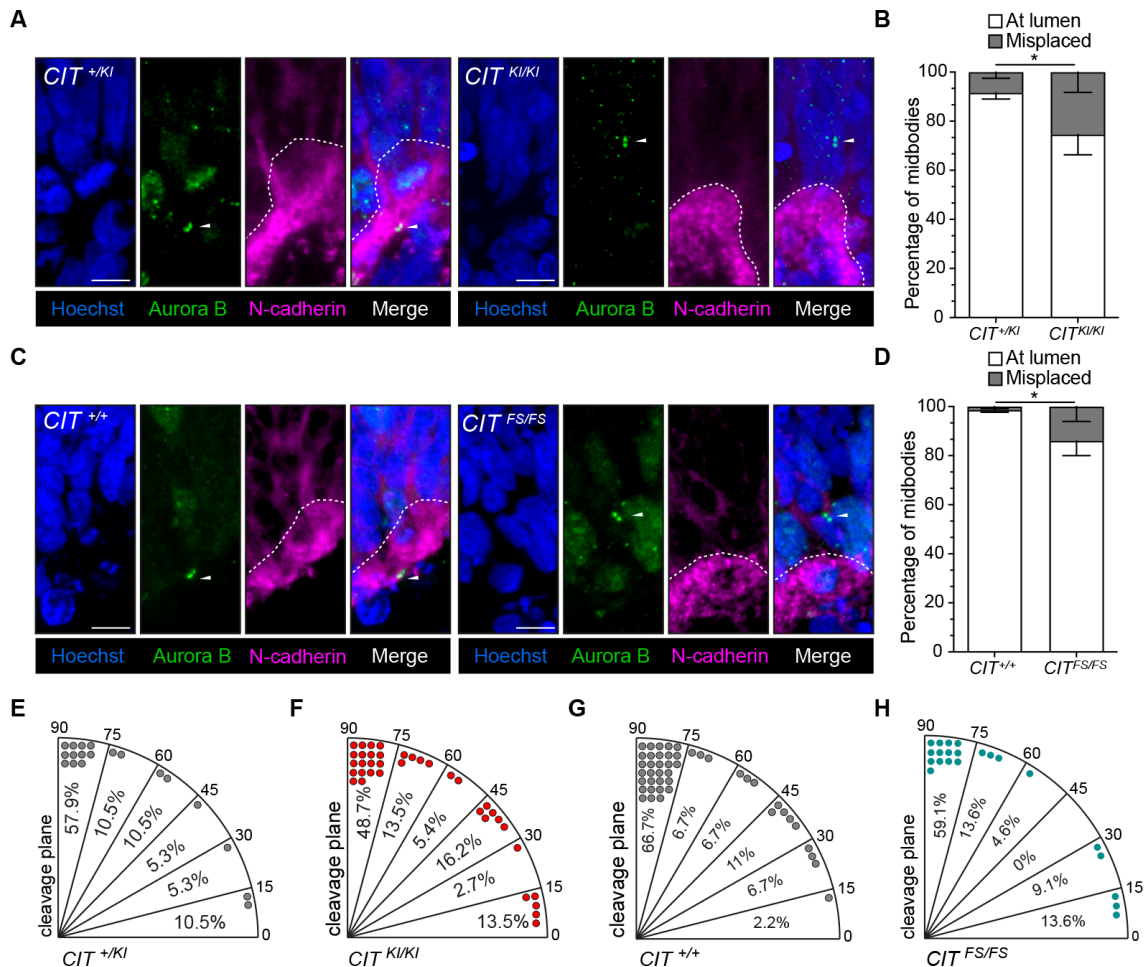 A
CIT +/KI
CIT KI/KI
Hoechst Aurora B N-cadherin Merge Hoechst Aurora B N-cadherin Merge
B
At lumen
Misplaced
*
Percentage of midbodies
100
80
60
40
20
0
CIT+/KI CITKI/KI
C
CIT +/+
CIT FS/FS
Hoechst Aurora B N-cadherin Merge Hoechst Aurora B N-cadherin Merge
D
At lumen
Misplaced
*
Percentage of midbodies
100
80
60
40
20
0
CIT+/+ CITFS/FS
E
90
75
60
45
30
15
0
cleavage plane
57.9%
10.5%
10.5%
5.3%
5.3%
10.5%
CIT +/KI
F
90
75
60
45
30
15
0
cleavage plane
48.7%
13.5%
5.4%
16.2%
2.7%
13.5%
CIT KI/KI
G
90
75
60
45
30
15
0
cleavage plane
66.7%
6.7%
6.7%
11%
6.7%
2.2%
CIT +/+
H
90
75
60
45
30
15
0
cleavage plane
59.1%
13.6%
4.6%
0%
9.1%
13.6%
CIT FS/FS